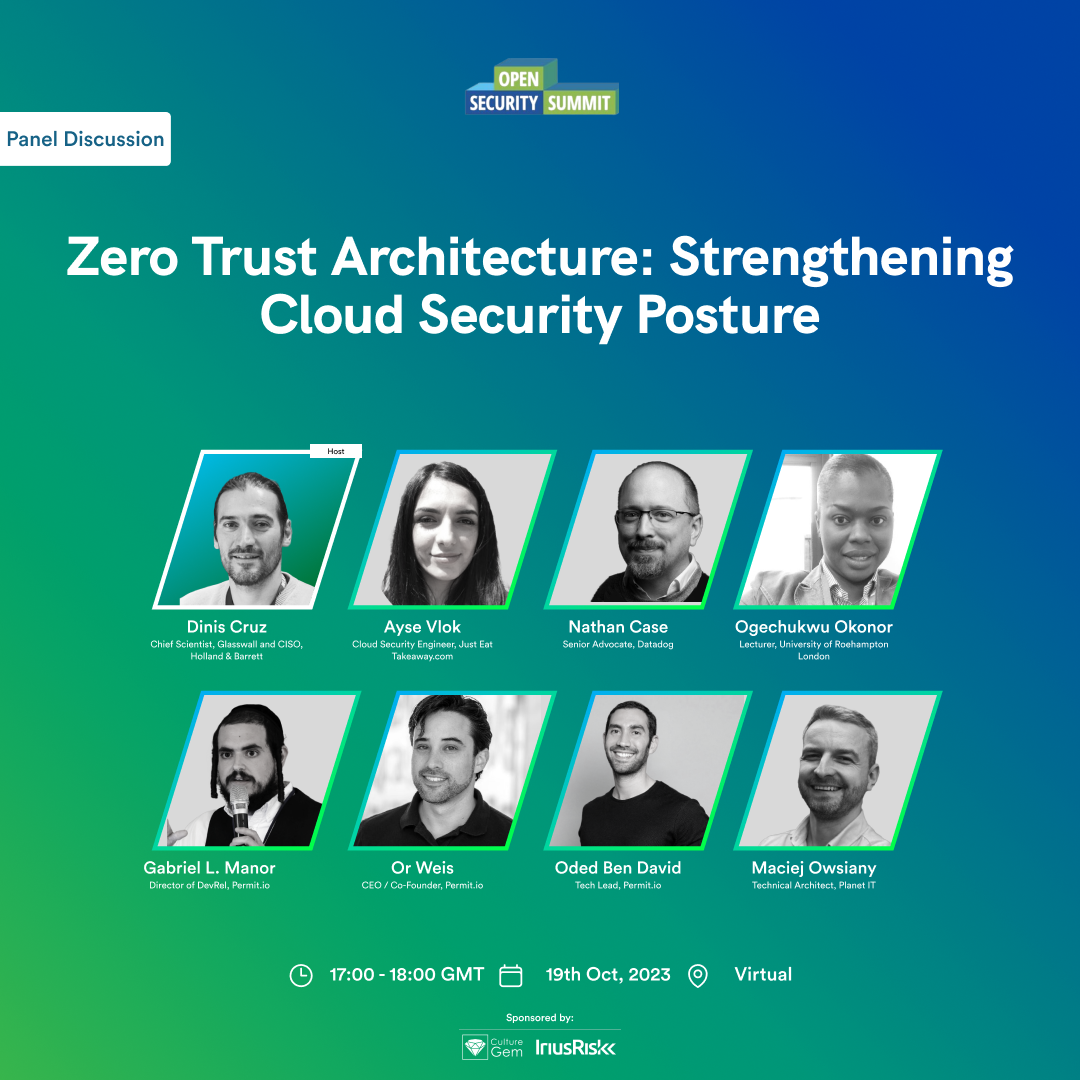 OPEN
SECURITY SUMMIT
Panel Discussion
Zero Trust Architecture: Strengthening
Cloud Security Posture
Host
Dinis Cruz
Chief Scientist, Glasswall and CISO,
Holland & Barrett
Ayse Vlok
Cloud Security Engineer, Just Eat
Takeaway.com
Nathan Case
Senior Advocate, Datadog
Ogechukwu Okonor
Lecturer, University of Roehampton
London
Gabriel L. Manor
Director of DevRel, Permit.io
Or Weis
CEO / Co-Founder, Permit.io
Oded Ben David
Tech Lead, Permit.io
Maciej Owsiany
Technical Architect, Planet IT
17:00 - 18:00 GMT 19th Oct, 2023 Virtual
Sponsored by:
Culture
Gem
IriusRisk